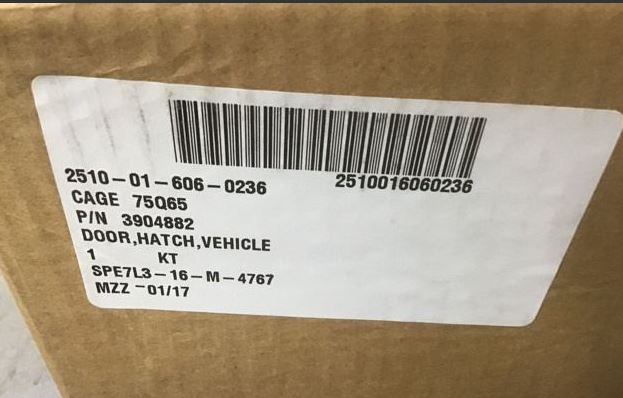 2510-01-606-0236 2510016060236
CAGE 75Q65
P/N 3904882
DOOR,HATCH,VEHICLE
1 KT
SPE7L3-16-M-4767
MZZ -01/17